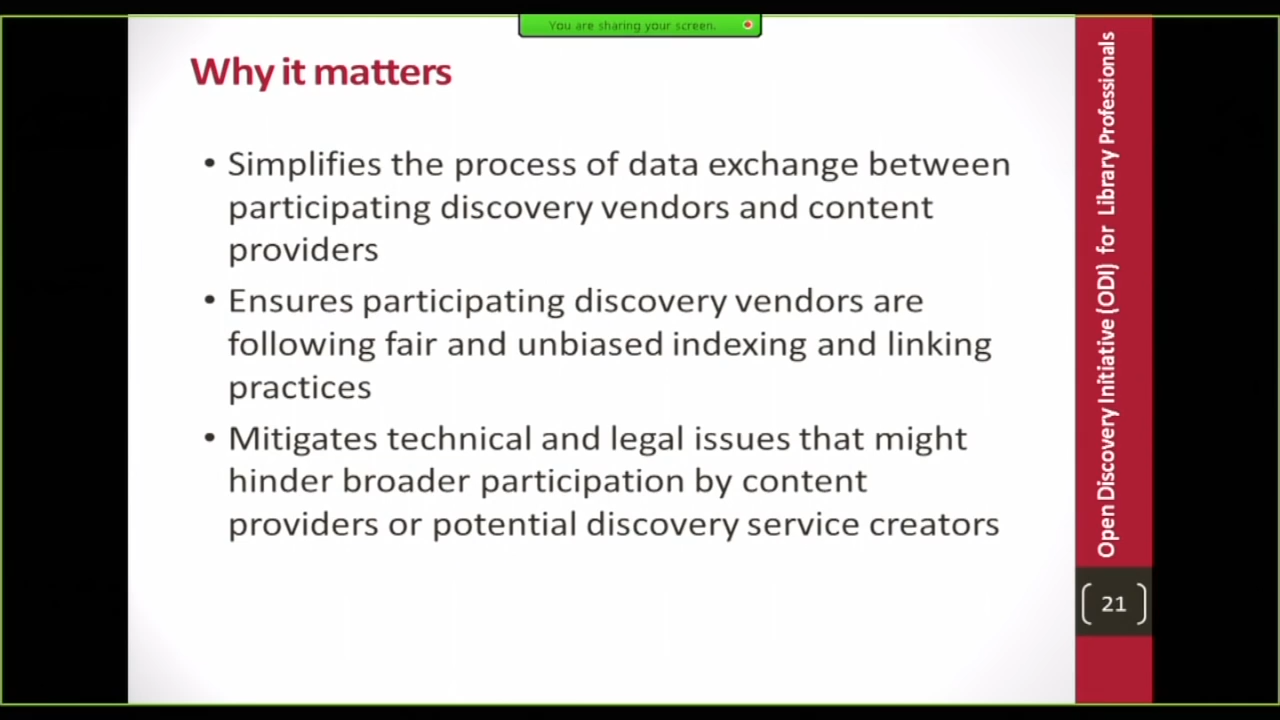 You are sharing your screen.
Why it matters
• Simplifies the process of data exchange between
participating discovery vendors and content
providers
• Ensures participating discovery vendors are
following fair and unbiased indexing and linking
practices
• Mitigates technical and legal issues that might
hinder broader participation by content
providers or potential discovery service creators
Open Discovery Initiative (ODI) for Library Professionals
21